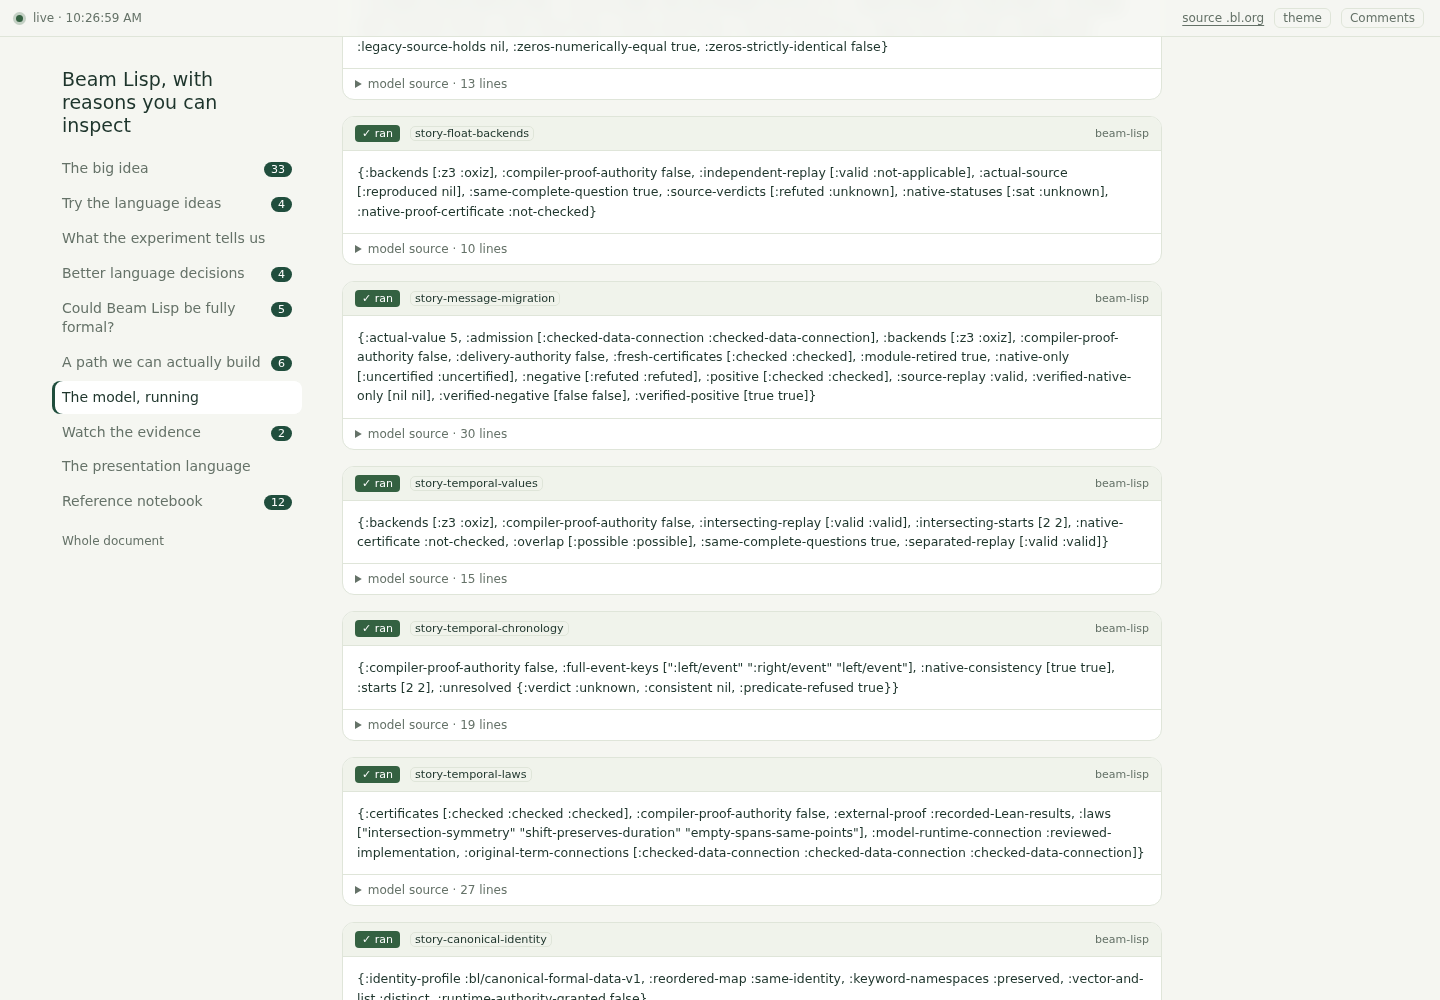 live · 10:26:59 AM
source .bl.org
theme
Comments
Beam Lisp, with
reasons you can
inspect
The big idea
33
Try the language ideas
4
What the experiment tells us
Better language decisions
4
Could Beam Lisp be fully
formal?
5
A path we can actually build
6
The model, running
Watch the evidence
2
The presentation language
Reference notebook
12
Whole document
:legacy-source-holds nil, :zeros-numerically-equal true, :zeros-strictly-identical false}
▶ model source · 13 lines
✓ ran
story-float-backends
beam-lisp
{:backends [:z3 :oxiz], :compiler-proof-authority false, :independent-replay [:valid :not-applicable], :actual-source
[:reproduced nil], :same-complete-question true, :source-verdicts [:refuted :unknown], :native-statuses [:sat :unknown],
:native-proof-certificate :not-checked}
▶ model source · 10 lines
✓ ran
story-message-migration
beam-lisp
{:actual-value 5, :admission [:checked-data-connection :checked-data-connection], :backends [:z3 :oxiz], :compiler-proof-
authority false, :delivery-authority false, :fresh-certificates [:checked :checked], :module-retired true, :native-only
[:uncertified :uncertified], :negative [:refuted :refuted], :positive [:checked :checked], :source-replay :valid, :verified-native-
only [nil nil], :verified-negative [false false], :verified-positive [true true]}
▶ model source · 30 lines
✓ ran
story-temporal-values
beam-lisp
{:backends [:z3 :oxiz], :compiler-proof-authority false, :intersecting-replay [:valid :valid], :intersecting-starts [2 2], :native-
certificate :not-checked, :overlap [:possible :possible], :same-complete-questions true, :separated-replay [:valid :valid]}
▶ model source · 15 lines
✓ ran
story-temporal-chronology
beam-lisp
{:compiler-proof-authority false, :full-event-keys [":left/event" ":right/event" "left/event"], :native-consistency [true true],
:starts [2 2], :unresolved {:verdict :unknown, :consistent nil, :predicate-refused true}}
▶ model source · 19 lines
✓ ran
story-temporal-laws
beam-lisp
{:certificates [:checked :checked :checked], :compiler-proof-authority false, :external-proof :recorded-Lean-results, :laws
["intersection-symmetry" "shift-preserves-duration" "empty-spans-same-points"], :model-runtime-connection :reviewed-
implementation, :original-term-connections [:checked-data-connection :checked-data-connection :checked-data-connection]}
▶ model source · 27 lines
✓ ran
story-canonical-identity
beam-lisp
{:identity-profile :bl/canonical-formal-data-v1, :reordered-map :same-identity, :keyword-namespaces :preserved, :vector-and-
list :distinct, :runtime-authority-granted false}